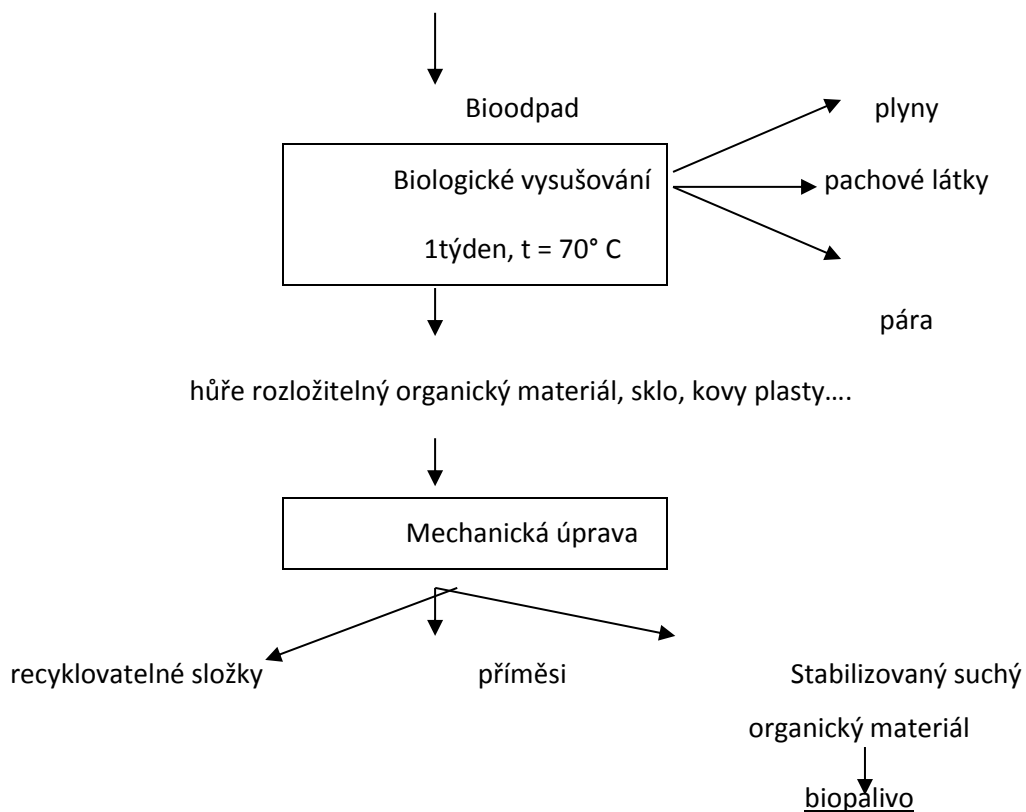 Bioodpad
plyny
Biologické vysušování
pachové látky
1týden, t = 70° C
pára
hůře rozložitelný organický materiál, sklo, kovy plasty….
Mechanická úprava
recyklovatelné složky
příměsi
Stabilizovaný suchý
organický materiál
biopalivo